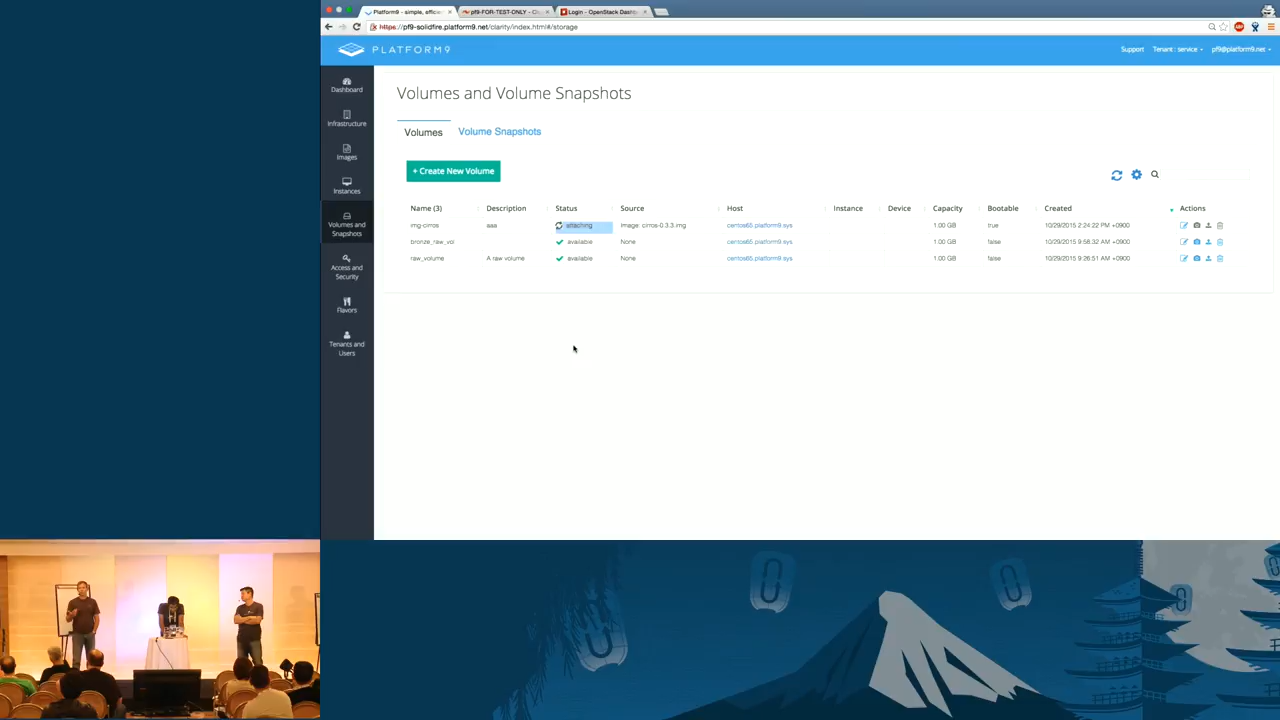 Platform9 - simple, efficie
pf9-FOR-TEST-ONLY - C
Login - OpenStack Dashb
https://pf9-solidfire.platform9.net/clarity/index.html#/storage
PLATFORM9
Support
Tenant : service
pf9@platform9.net
Dashboard
Infrastructure
Images
Instances
Volumes and
Snapshots
Access and
Security
Flavors
Tenants and
Users
Volumes and Volume Snapshots
Volumes
Volume Snapshots
+ Create New Volume
Name (3) Description Status Source Host Instance Device Capacity Bootable Created Actions
img-cirros aaa attaching Image: cirros-0.3.3.img centos65.platform9.sys 1.00 GB true 10/29/2015 2:24:22 PM +0900
bronze_raw_vo available None centos65.platform9.sys 1.00 GB false 10/29/2015 9:58:32 AM +0900
raw_volume A raw volume available None centos65.platform9.sys 1.00 GB false 10/29/2015 9:26:51 AM +0900